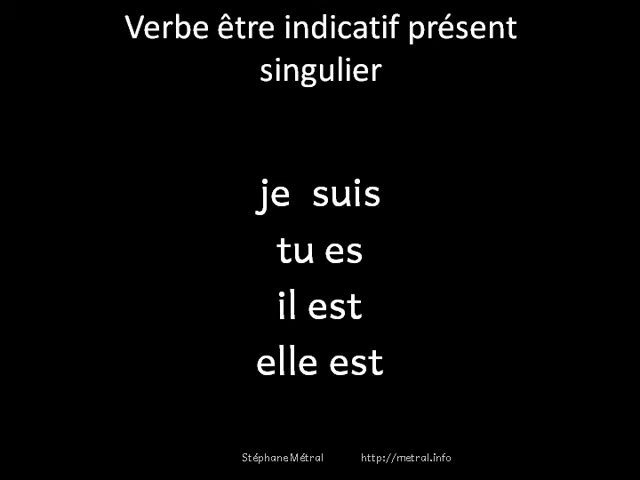 Verbe être indicatif présent
singulier
je suis
tu es
il est
elle est
Stéphane Métral http://metral.info